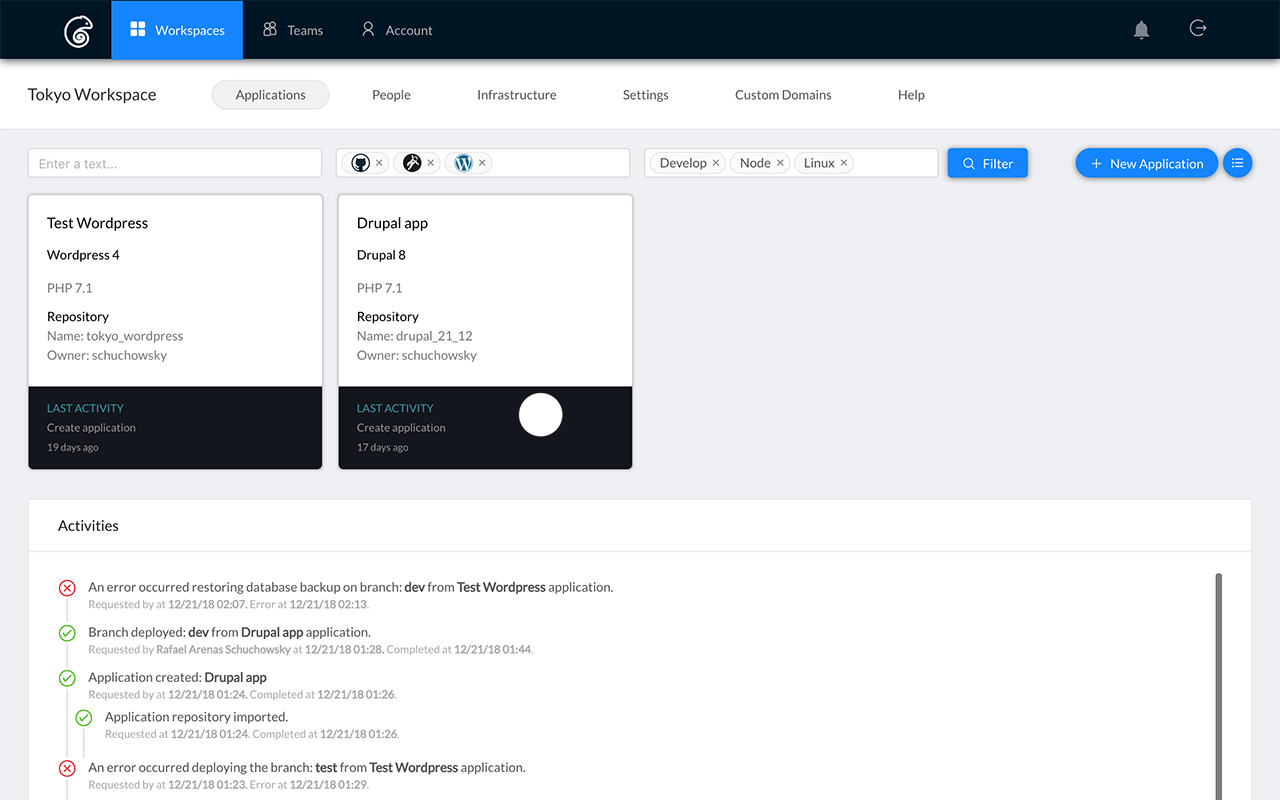 Workspaces
Teams
Account
Tokyo Workspace
Applications
People
Infrastructure
Settings
Custom Domains
Help
Enter a text...
Develop ×
Node ×
Linux ×
Filter
+ New Application
Test Wordpress
Wordpress 4
PHP 7.1
Repository
Name: tokyo_wordpress
Owner: schuchowsky
LAST ACTIVITY
Create application
19 days ago
Drupal app
Drupal 8
PHP 7.1
Repository
Name: drupal_21_12
Owner: schuchowsky
LAST ACTIVITY
Create application
17 days ago
Activities
An error occurred restoring database backup on branch: dev from Test Wordpress application.
Requested by at 12/21/18 02:07. Error at 12/21/18 02:13.
Branch deployed: dev from Drupal app application.
Requested by Rafael Arenas Schuchowsky at 12/21/18 01:28. Completed at 12/21/18 01:44.
Application created: Drupal app
Requested by at 12/21/18 01:24. Completed at 12/21/18 01:26.
Application repository imported.
Requested at 12/21/18 01:24. Completed at 12/21/18 01:26.
An error occurred deploying the branch: test from Test Wordpress application.
Requested by at 12/21/18 01:23. Error at 12/21/18 01:29.